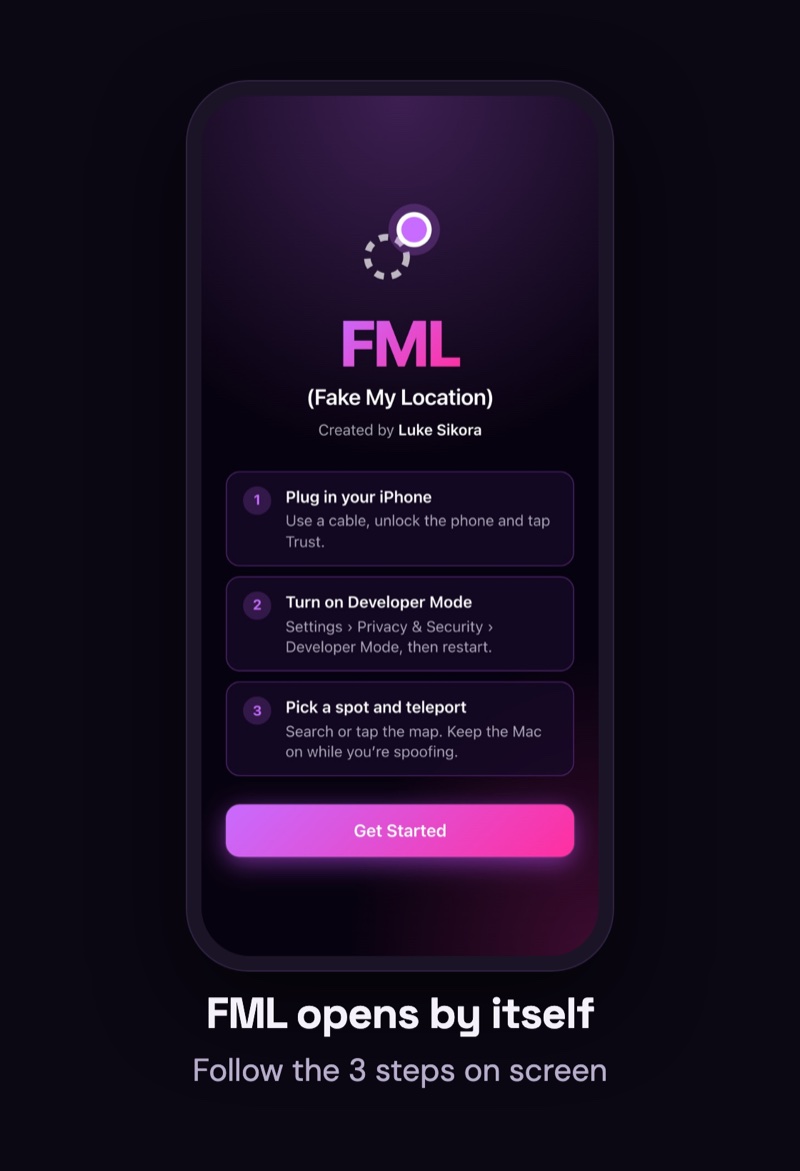 FML
(Fake My Location)
Created by Luke Sikora
1
Plug in your iPhone
Use a cable, unlock the phone and tap
Trust.
2
Turn on Developer Mode
Settings › Privacy & Security ›
Developer Mode, then restart.
3
Pick a spot and teleport
Search or tap the map. Keep the Mac
on while you’re spoofing.
Get Started
FML opens by itself
Follow the 3 steps on screen